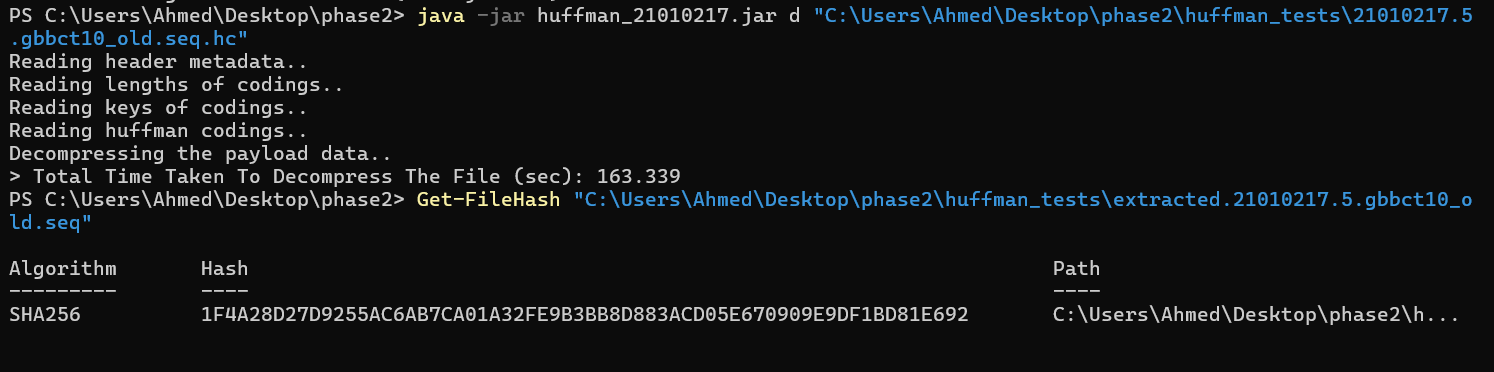 PS C:\Users\Ahmed\Desktop\phase2> java -jar huffman_21010217.jar d "C:\Users\Ahmed\Desktop\phase2\huffman_tests\21010217.5
.gbbct10_old.seq.hc"
Reading header metadata..
Reading lengths of codings..
Reading keys of codings..
Reading huffman codings..
Decompressing the payload data..
> Total Time Taken To Decompress The File (sec): 163.339
PS C:\Users\Ahmed\Desktop\phase2> Get-FileHash "C:\Users\Ahmed\Desktop\phase2\huffman_tests\extracted.21010217.5.gbbct10_o
ld.seq"
Algorithm Hash Path
--------- ---- ----
SHA256 1F4A28D27D9255AC6AB7CA01A32FE9B3BB8D883ACD05E670909E9DF1BD81E692 C:\Users\Ahmed\Desktop\phase2\h...